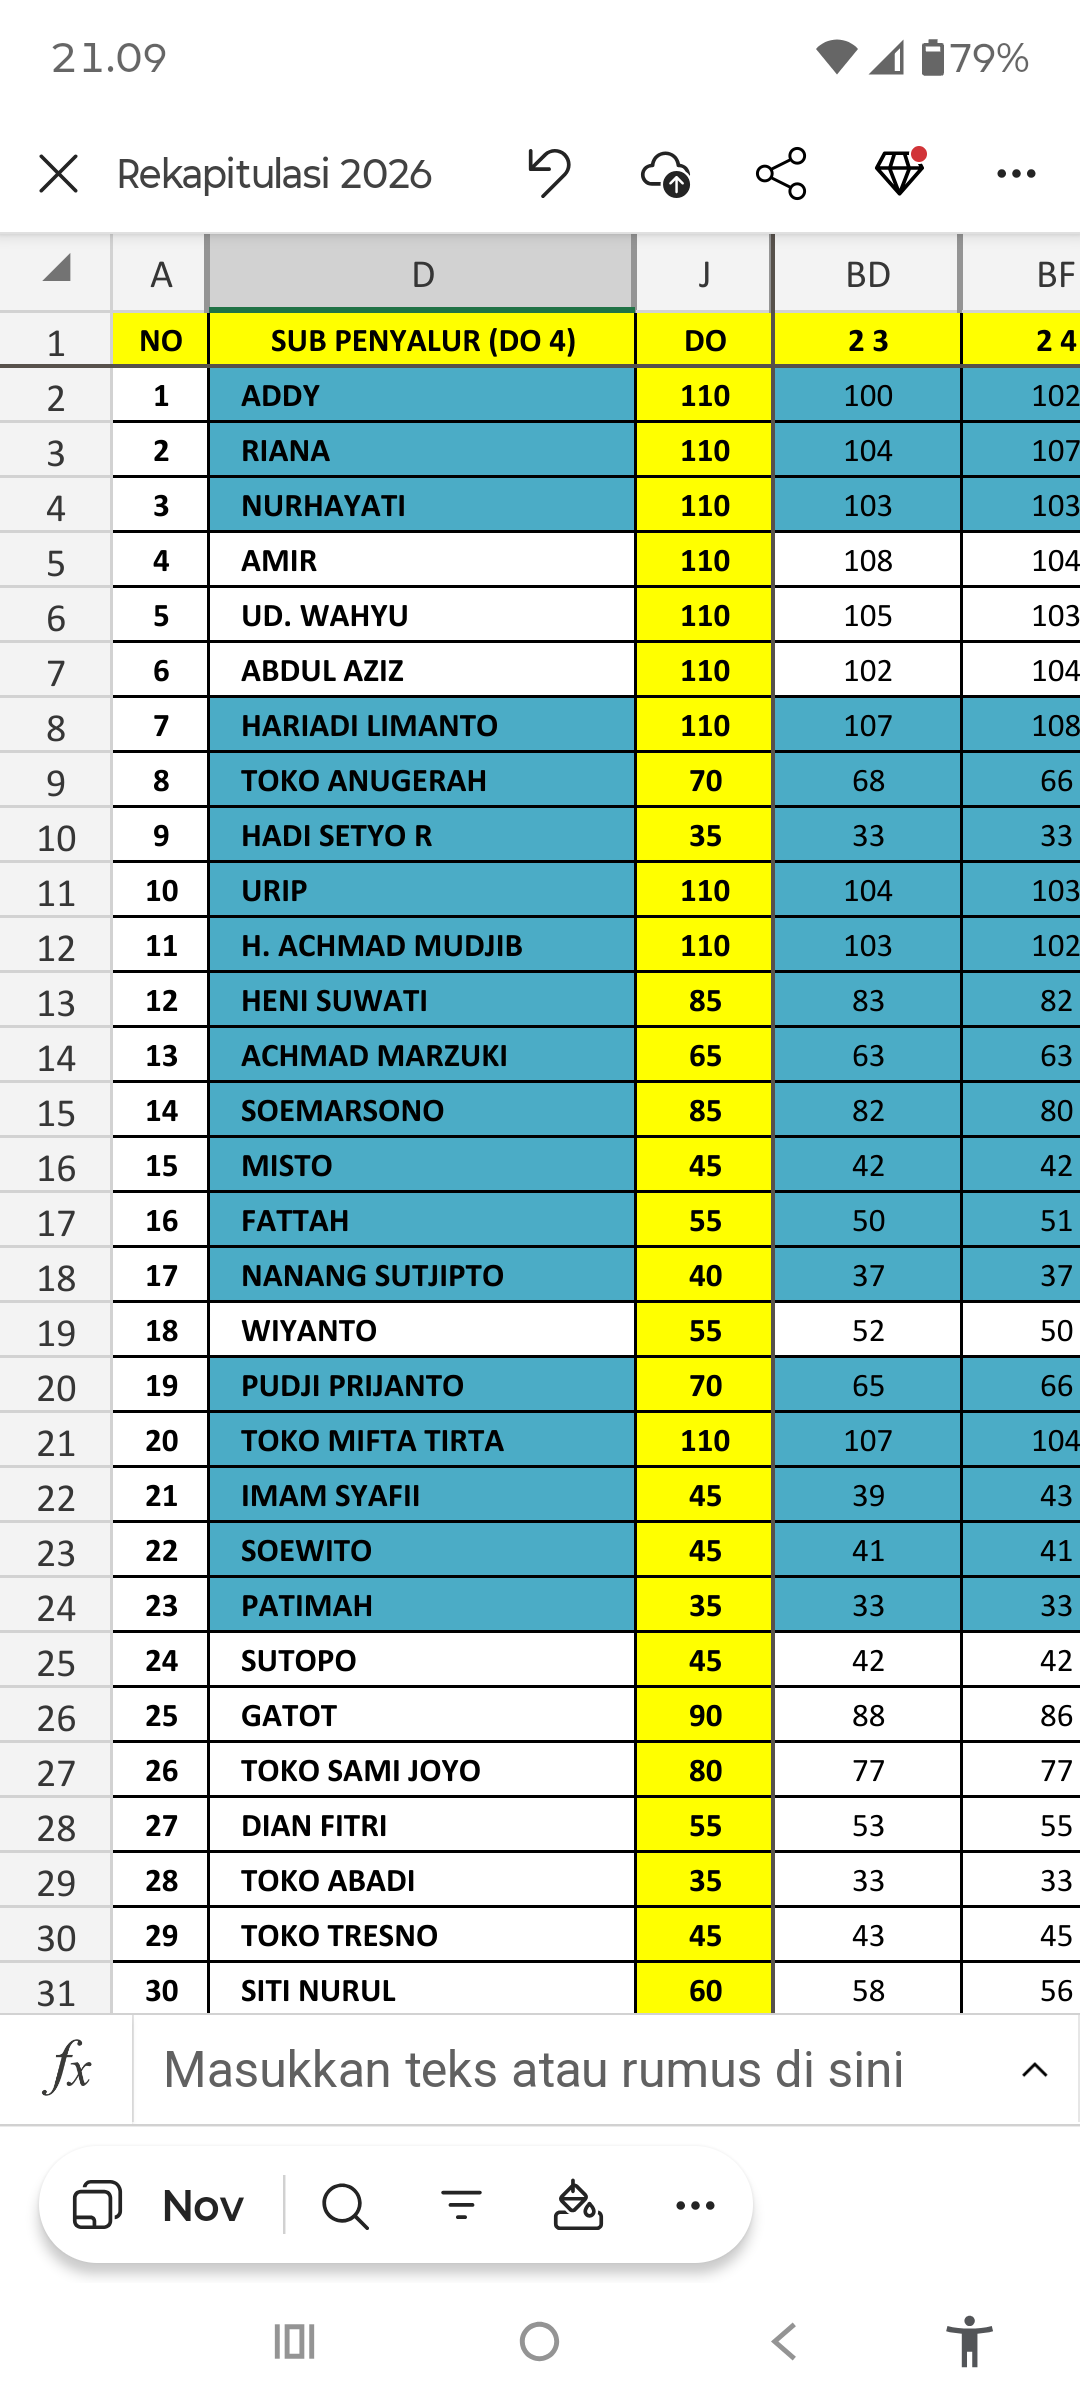 21.09 79%
Rekapitulasi 2026
A D J BD BF
1 NO SUB PENYALUR (DO 4) DO 2 3 2 4
2 1 ADDY 110 100 102
3 2 RIANA 110 104 107
4 3 NURHAYATI 110 103 103
5 4 AMIR 110 108 104
6 5 UD. WAHYU 110 105 103
7 6 ABDUL AZIZ 110 102 104
8 7 HARIADI LIMANTO 110 107 108
9 8 TOKO ANUGERAH 70 68 66
10 9 HADI SETYO R 35 33 33
11 10 URIP 110 104 103
12 11 H. ACHMAD MUDJIB 110 103 102
13 12 HENI SUWATI 85 83 82
14 13 ACHMAD MARZUKI 65 63 63
15 14 SOEMARSONO 85 82 80
16 15 MISTO 45 42 42
17 16 FATTAH 55 50 51
18 17 NANANG SUTJIPTO 40 37 37
19 18 WIYANTO 55 52 50
20 19 PUDJI PRIJANTO 70 65 66
21 20 TOKO MIFTA TIRTA 110 107 104
22 21 IMAM SYAFII 45 39 43
23 22 SOEWITO 45 41 41
24 23 PATIMAH 35 33 33
25 24 SUTOPO 45 42 42
26 25 GATOT 90 88 86
27 26 TOKO SAMI JOYO 80 77 77
28 27 DIAN FITRI 55 53 55
29 28 TOKO ABADI 35 33 33
30 29 TOKO TRESNO 45 43 45
31 30 SITI NURUL 60 58 56
fx Masukkan teks atau rumus di sini
Nov